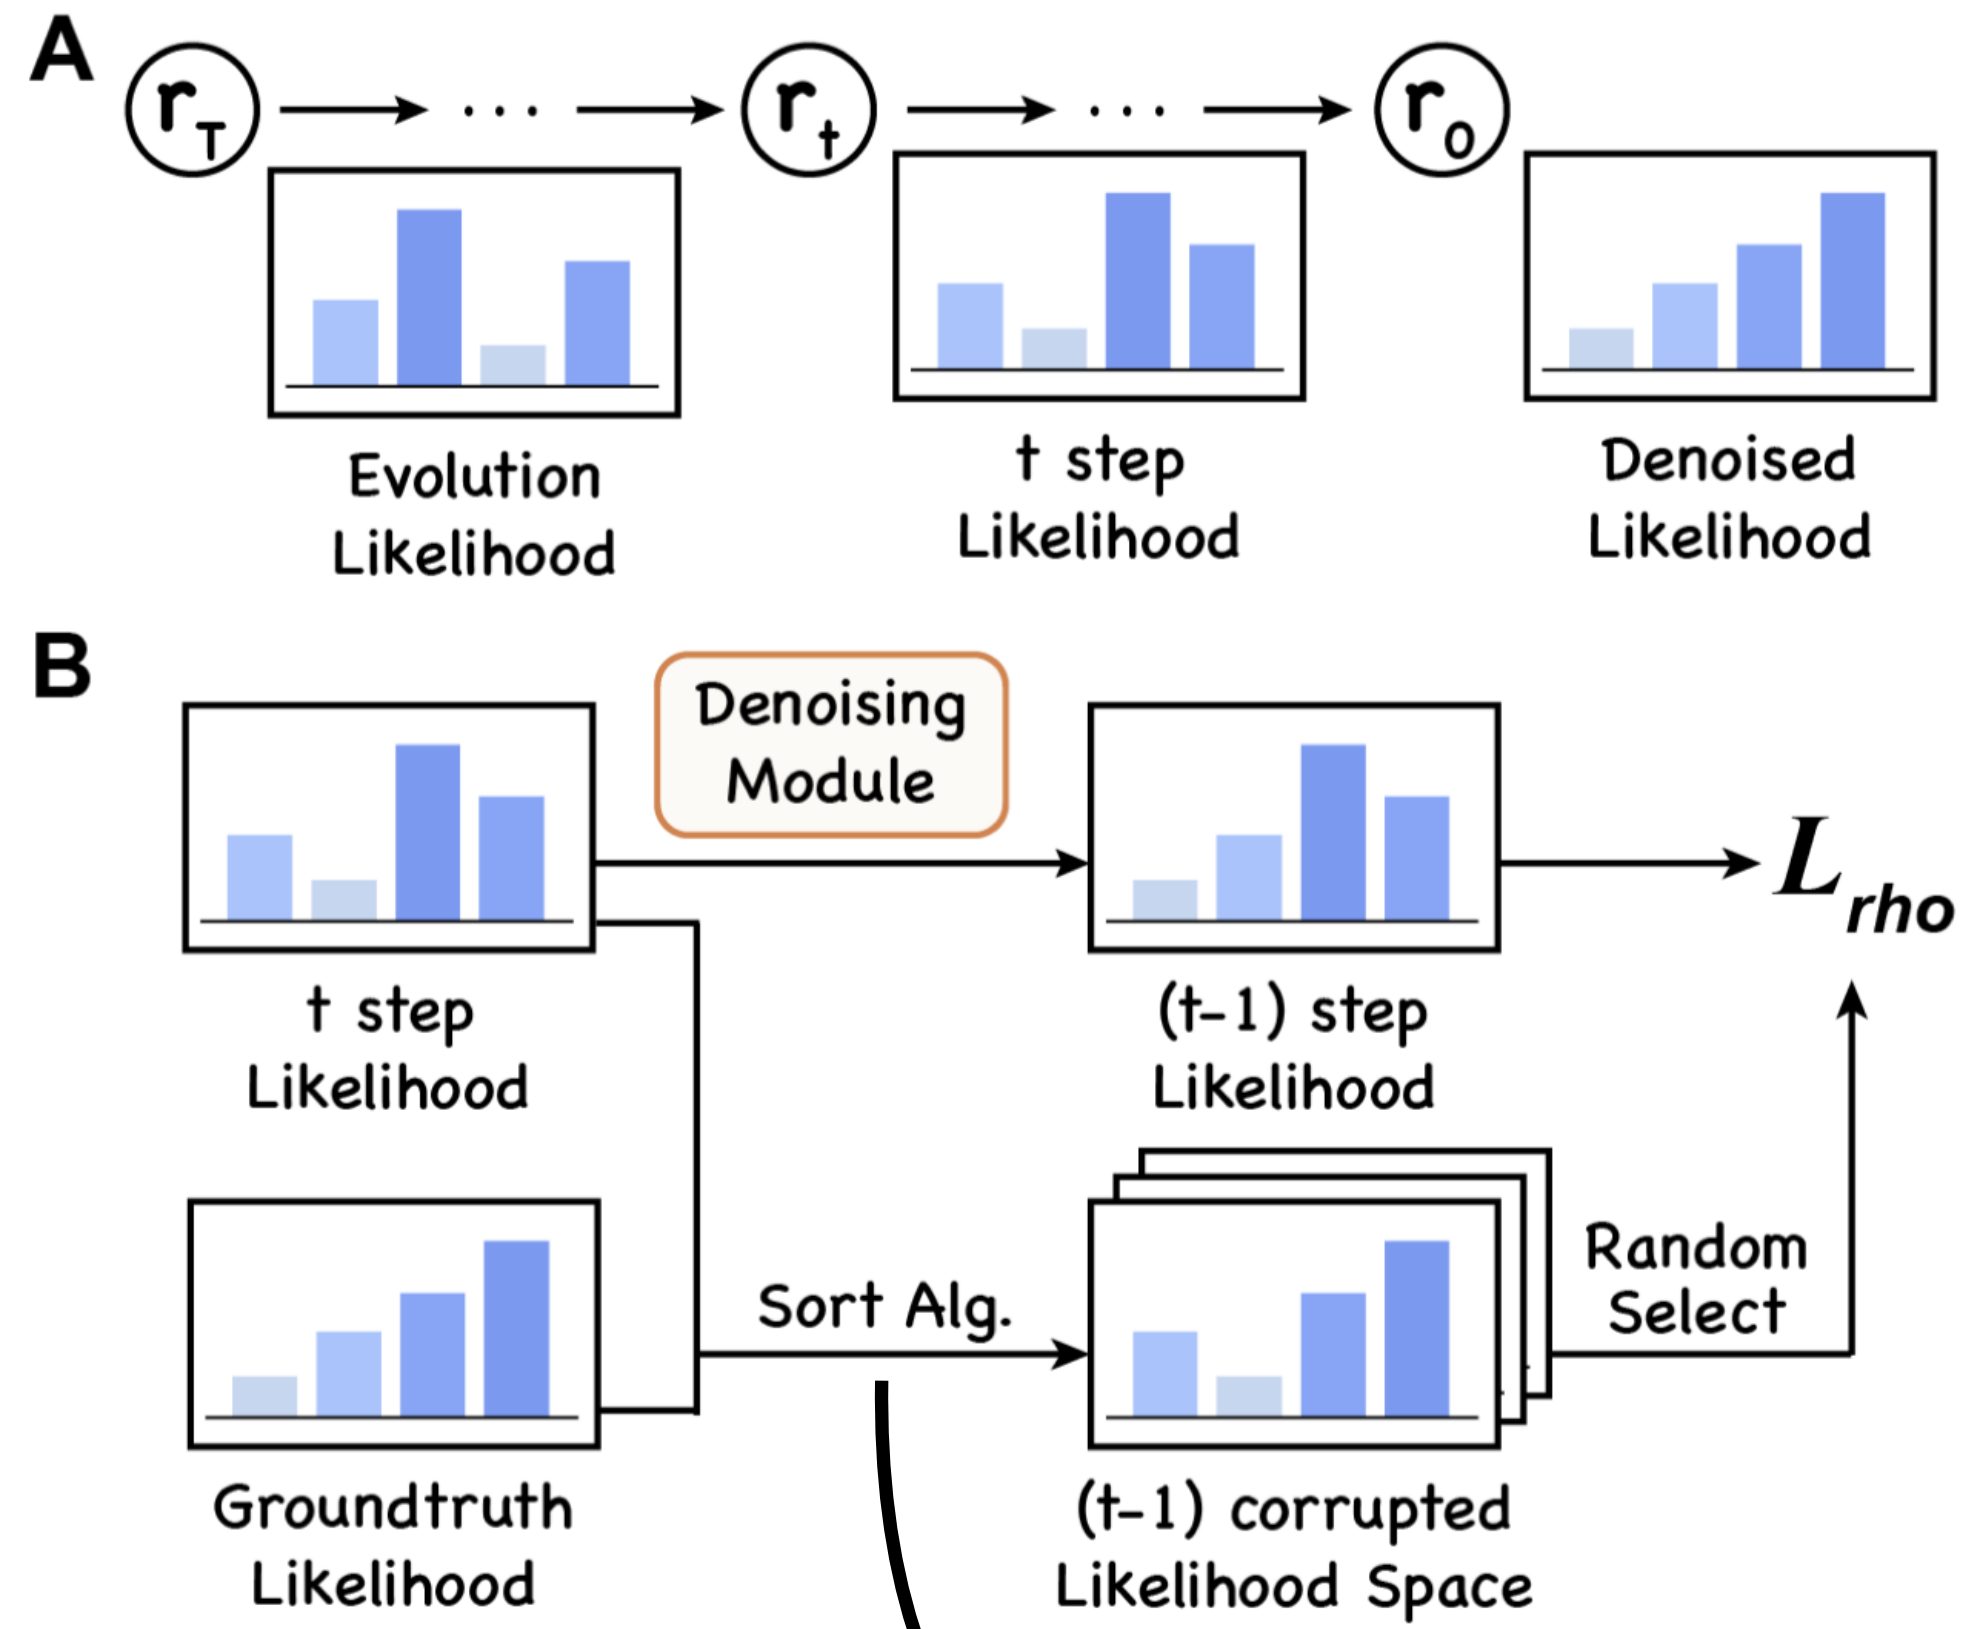 A
r_T → ... → r_t → ... → r_0
Evolution
Likelihood
t step
Likelihood
Denoised
Likelihood
B
Denoising
Module
L_rho
t step
Likelihood
(t-1) step
Likelihood
Sort Alg.
Random
Select
Groundtruth
Likelihood
(t-1) corrupted
Likelihood Space